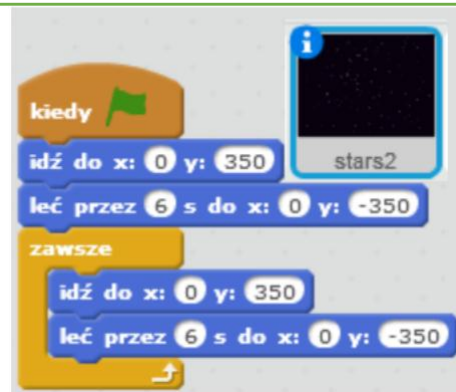 kiedy
idź do x: 0 y: 350
leć przez 6 s do x: 0 y: -350
zawsze
idź do x: 0 y: 350
leć przez 6 s do x: 0 y: -350
i
stars2